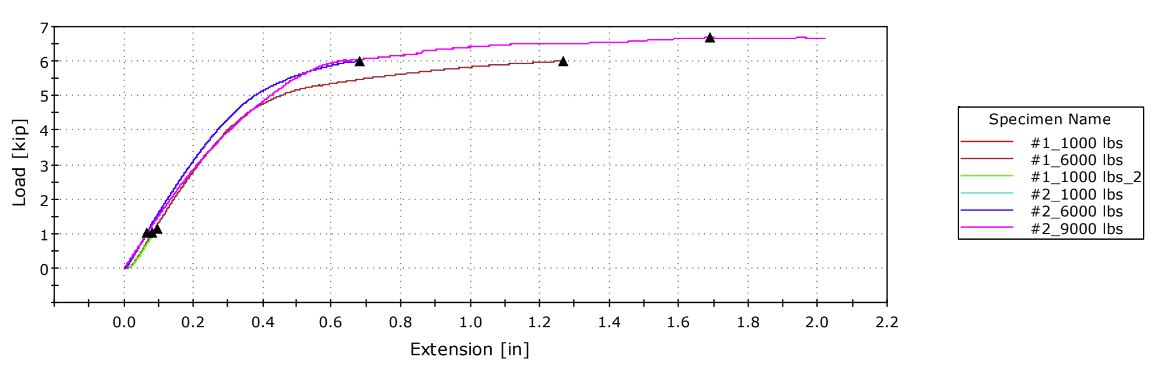 Load [kip]
7
6
5
4
3
2
1
0
0.0 0.2 0.4 0.6 0.8 1.0 1.2 1.4 1.6 1.8 2.0 2.2
Extension [in]
Specimen Name
#1_1000 lbs
#1_6000 lbs
#1_1000 lbs_2
#2_1000 lbs
#2_6000 lbs
#2_9000 lbs